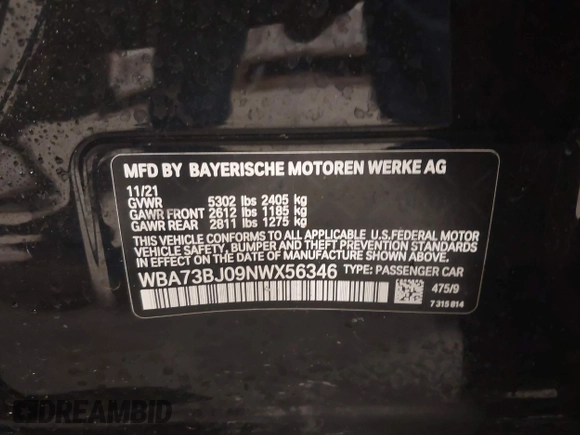 MFD BY BAYERISCHE MOTOREN WERKE AG
11/21
GVWR 5302 lbs 2405 kg
GAWR FRONT 2612 lbs 1185 kg
GAWR REAR 2811 lbs 1275 kg
THIS VEHICLE CONFORMS TO ALL APPLICABLE U.S.FEDERAL MOTOR
VEHICLE SAFETY, BUMPER AND THEFT PREVENTION STANDARDS
IN EFFECT ON THE DATE OF MANUFACTURE SHOWN ABOVE.
WBA73BJ09NWX56346 TYPE: PASSENGER CAR
475/9
7 315 814
DREAMBID